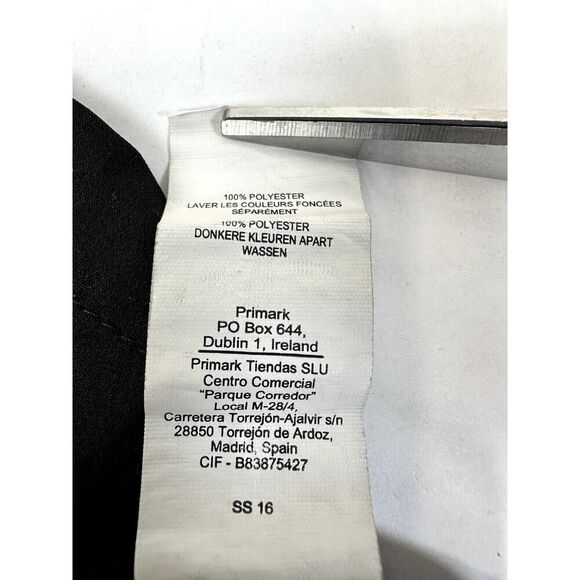 100% POLYESTER
LAVER LES COULEURS FONCÉES
SÉPARÉMENT
100% POLYESTER
DONKERE KLEUREN APART
WASSEN
Primark
PO Box 644,
Dublin 1, Ireland
Primark Tiendas SLU
Centro Comercial
"Parque Corredor"
Local M-28/4,
Carretera Torrejón-Ajalvir s/n
28850 Torrejón de Ardoz,
Madrid, Spain
CIF - B83875427
SS 16